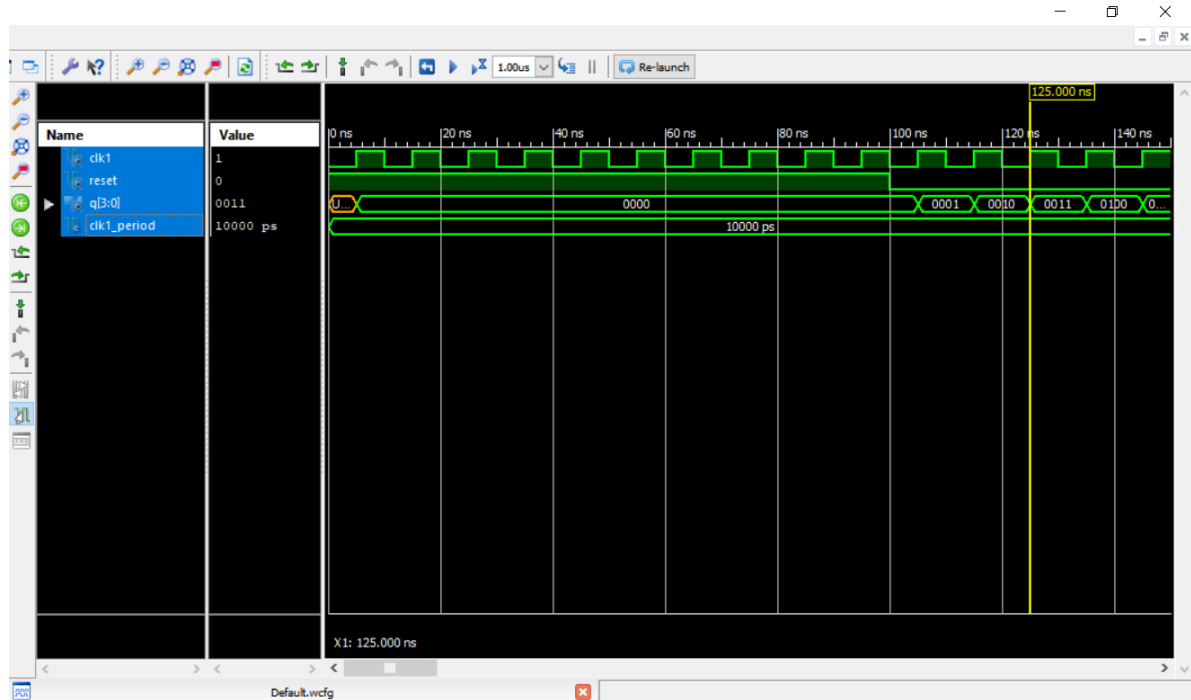 1.00us Re-launch
125.000 ns
Name Value
0 ns 20 ns 40 ns 60 ns 80 ns 100 ns 120 ns 140 ns
clk1 1
reset 0
q[3:0] 0011 U... 0000 0001 0010 0011 0100 0...
clk1_period 10000 ps 10000 ps
X1: 125.000 ns
Default.wcfg